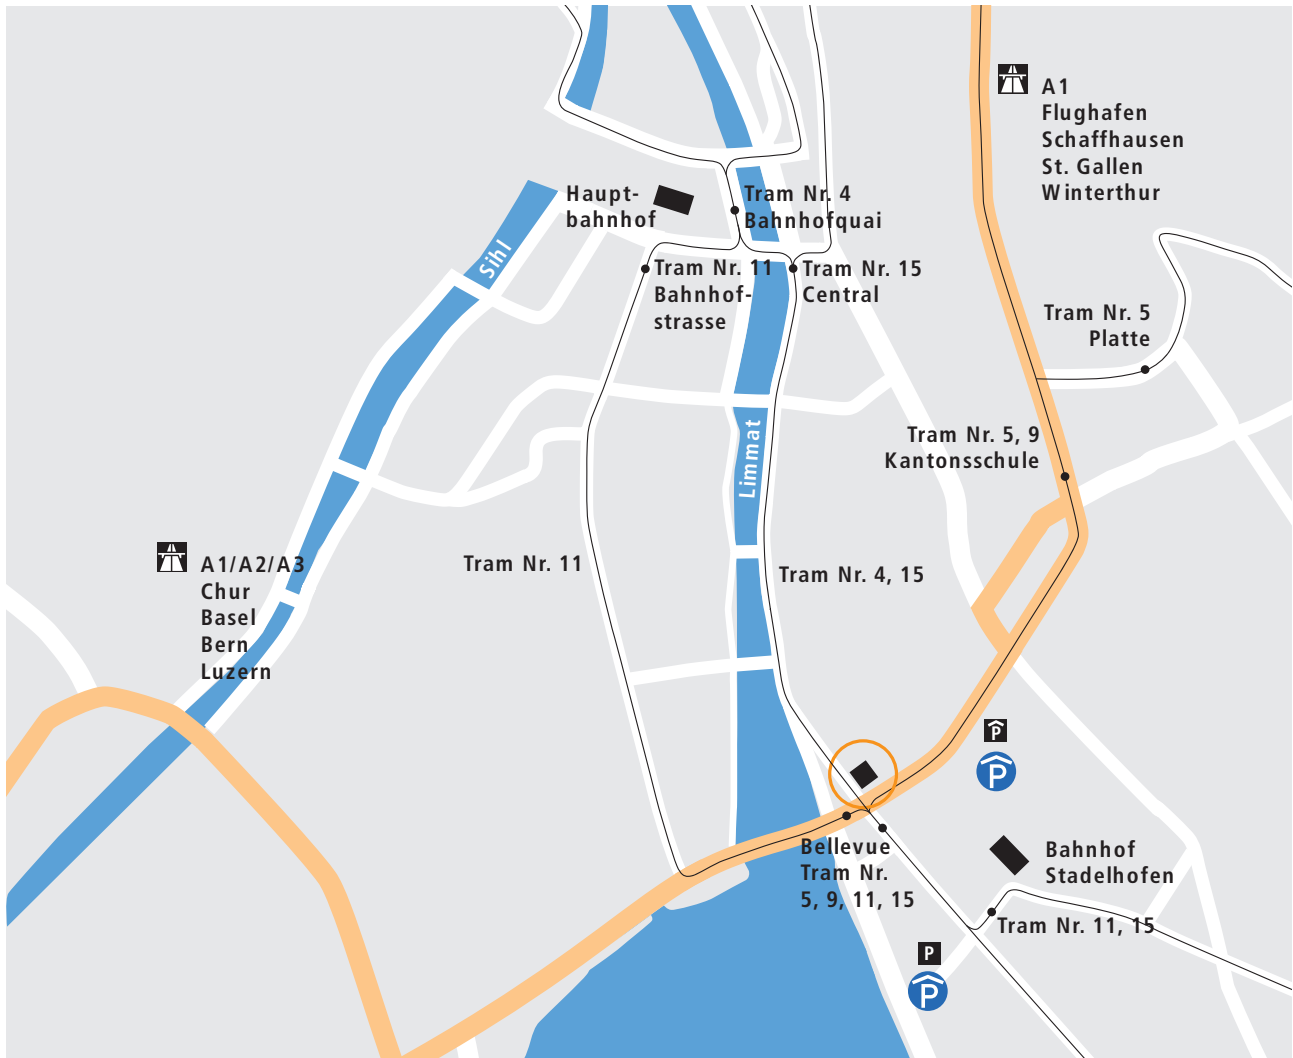 A1
Flughafen
Schaffhausen
St. Gallen
Winterthur
Haupt-
bahnhof
Tram Nr. 4
Bahnhofquai
Sihl
Tram Nr. 11
Bahnhof-
strasse
Tram Nr. 15
Central
Tram Nr. 5
Platte
Limmat
Tram Nr. 5, 9
Kantonsschule
A1/A2/A3
Chur
Basel
Bern
Luzern
Tram Nr. 11
Tram Nr. 4, 15
P
P
Bellevue
Tram Nr.
5, 9, 11, 15
Bahnhof
Stadelhofen
Tram Nr. 11, 15
P
P